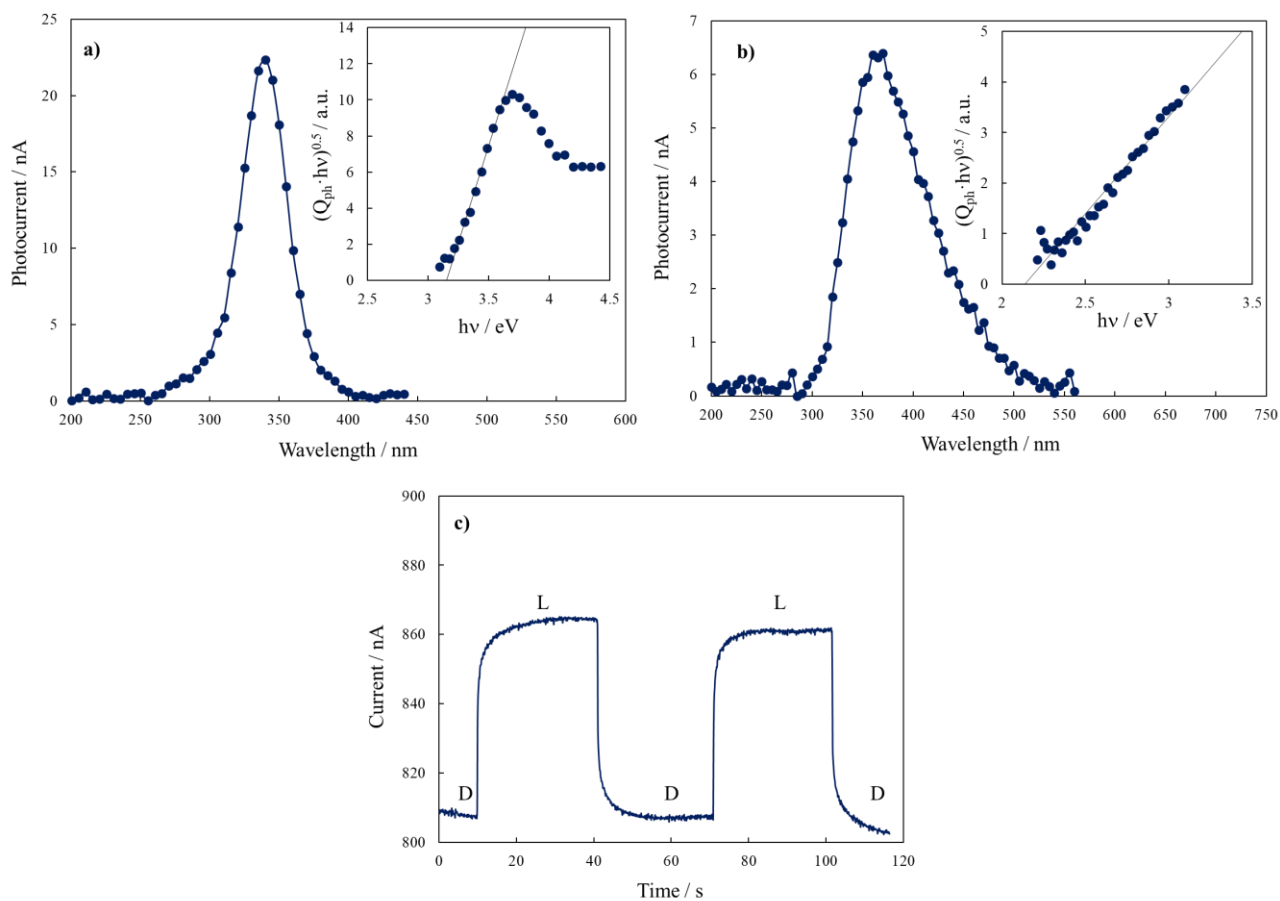 a)
25
20
15
10
5
0
Photocurrent / nA
200 250 300 350 400 450 500 550 600
Wavelength / nm
14
12
10
8
6
4
2
0
(Qph·hν)0.5 / a.u.
2.5 3 3.5 4 4.5
hν / eV
b)
7
6
5
4
3
2
1
0
Photocurrent / nA
200 250 300 350 400 450 500 550 600 650 700 750
Wavelength / nm
5
4
3
2
1
0
(Qph·hν)0.5 / a.u.
2 2.5 3 3.5
hν / eV
c)
900
880
860
840
820
800
Current / nA
L L
D D D
0 20 40 60 80 100 120
Time / s